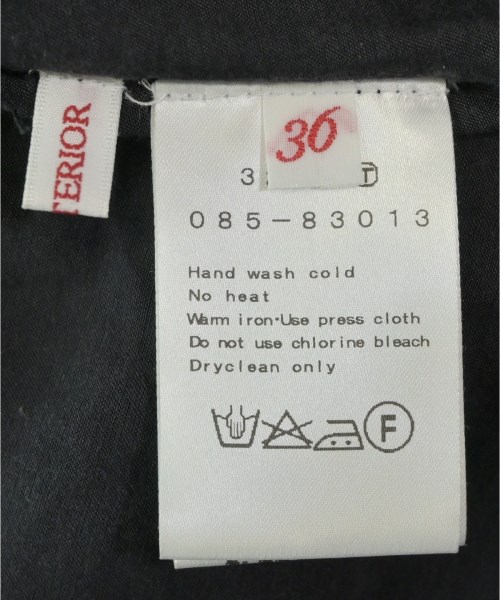 TERIOR
36
3
085-83013
Hand wash cold
No heat
Warm iron·Use press cloth
Do not use chlorine bleach
Dryclean only
F